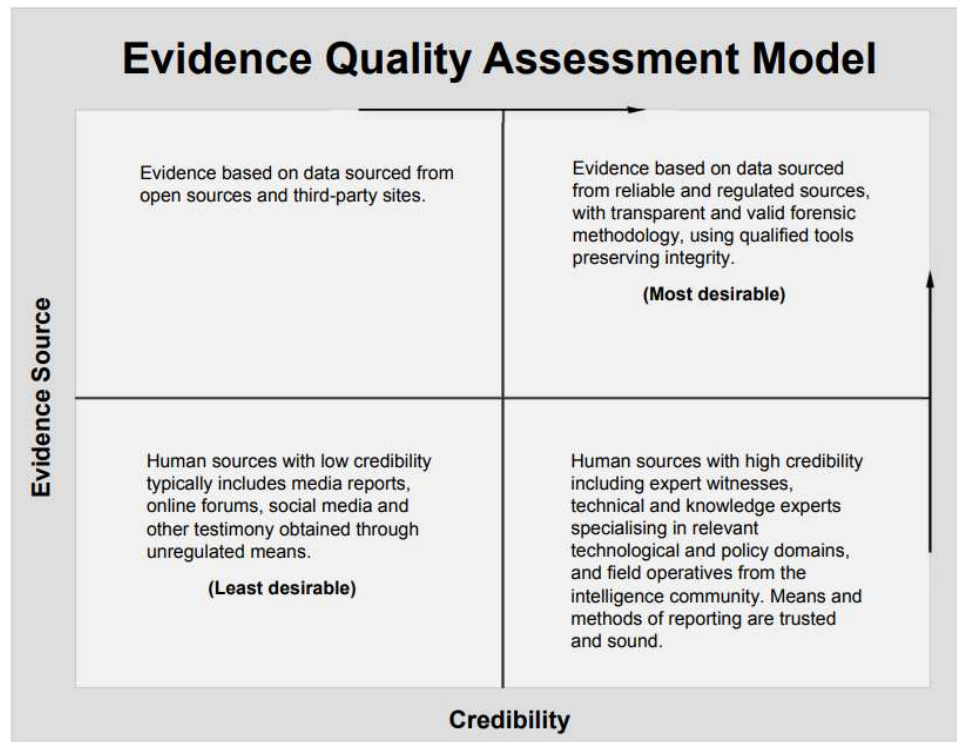 Evidence Quality Assessment Model
Evidence based on data sourced from
open sources and third-party sites.
Evidence based on data sourced
from reliable and regulated sources,
with transparent and valid forensic
methodology, using qualified tools
preserving integrity.
(Most desirable)
Evidence Source
Human sources with low credibility
typically includes media reports,
online forums, social media and
other testimony obtained through
unregulated means.
(Least desirable)
Human sources with high credibility
including expert witnesses,
technical and knowledge experts
specialising in relevant
technological and policy domains,
and field operatives from the
intelligence community. Means and
methods of reporting are trusted
and sound.
Credibility